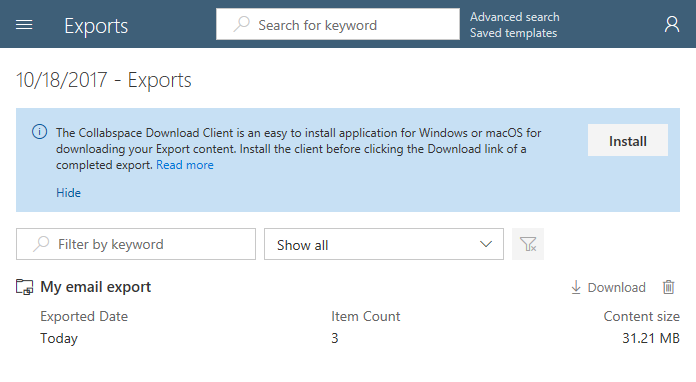 Exports
Search for keyword
Advanced search
Saved templates
10/18/2017 - Exports
The Collabspace Download Client is an easy to install application for Windows or macOS for
downloading your Export content. Install the client before clicking the Download link of a
completed export. Read more
Install
Hide
Filter by keyword
Show all
My email export
Download
Exported Date
Item Count
Content size
Today
3
31.21 MB